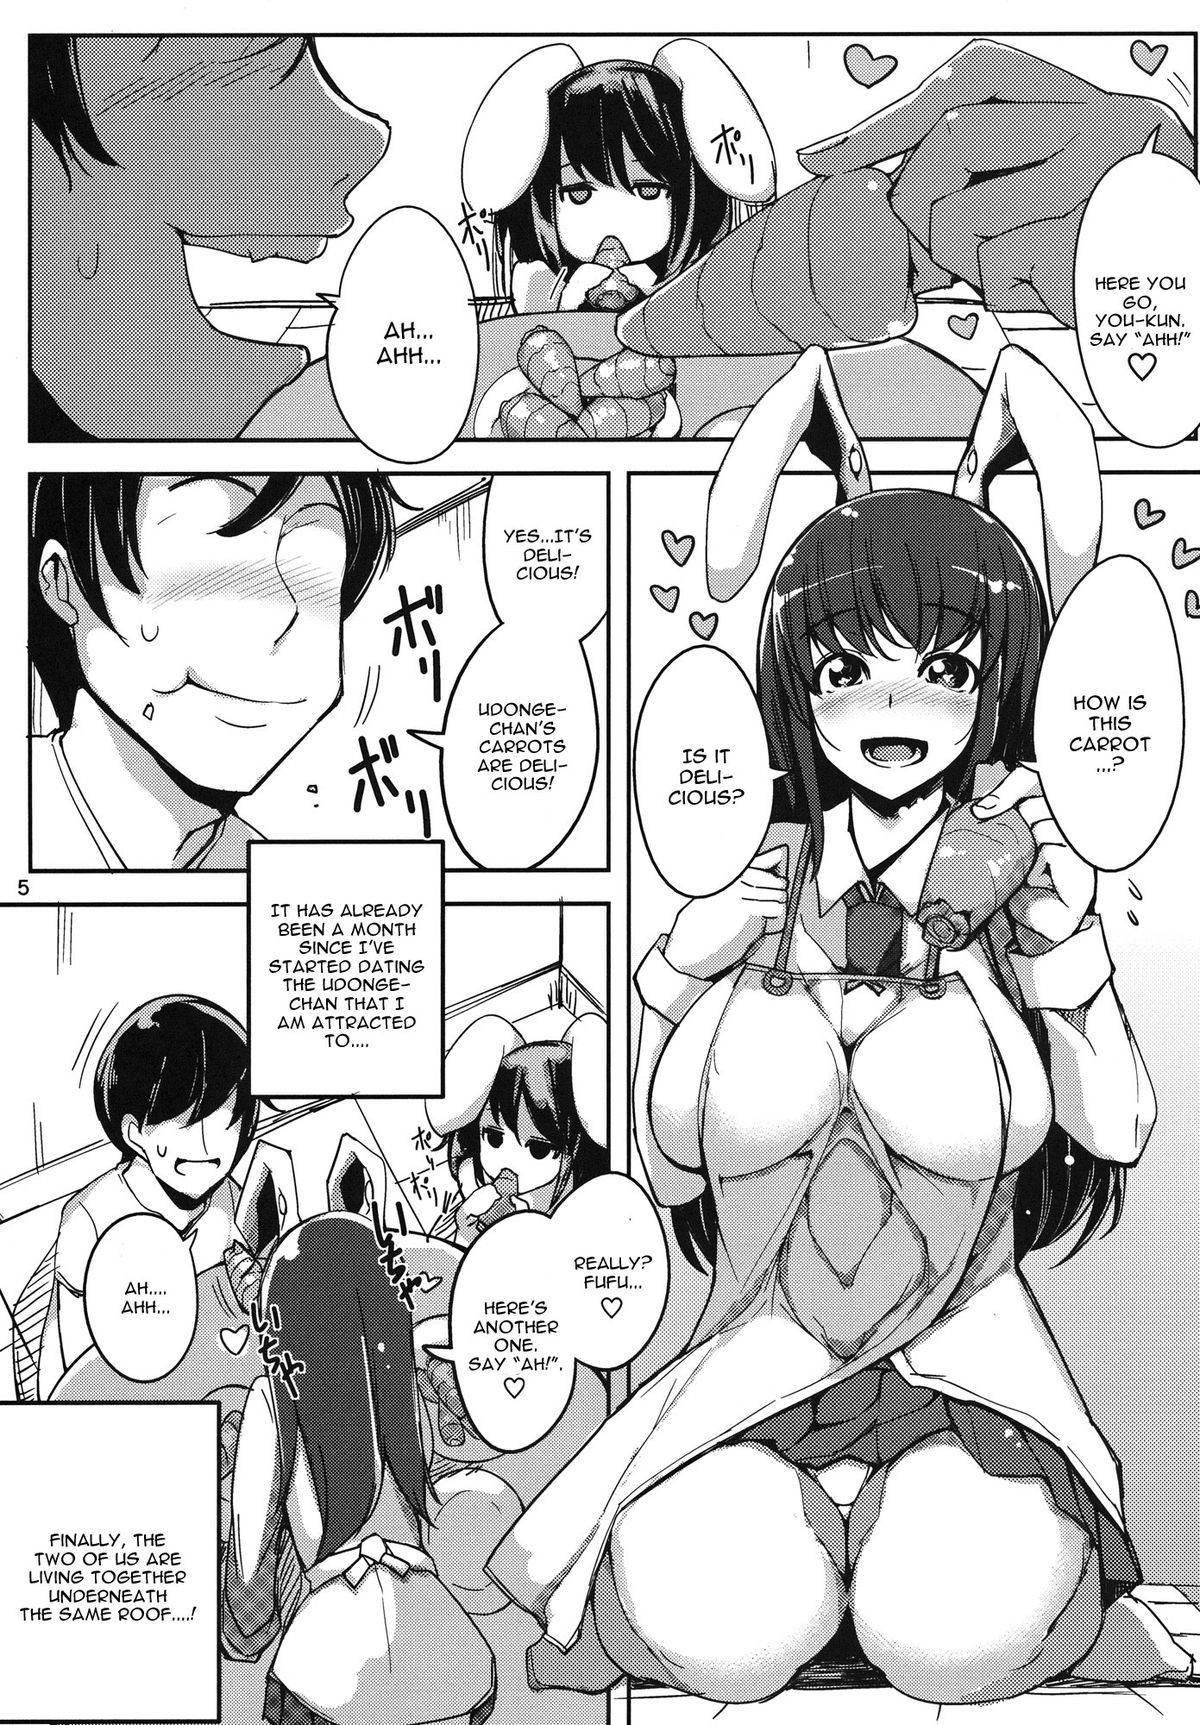 HERE YOU
GO,
YOU-KUN.
SAY "AHH!"
♡
ポリ
ポリ
AH...
AHH...
HOW IS
THIS
CARROT
...?
IS IT
DELI-
CIOUS?
YES...IT'S
DELI-
CIOUS!
UDONGE-
CHAN'S
CARROTS
ARE DELI-
CIOUS!
ボリ
ボリ
5
IT HAS ALREADY
BEEN A MONTH
SINCE I'VE
STARTED DATING
THE UDONGE-
CHAN THAT I
AM ATTRACTED
TO....
REALLY?
FUFU...
♡
HERE'S
ANOTHER
ONE.
SAY "AH!".
♡
ポリ
ポリ
いちゃ
いちゃ
AH....
AHH...
FINALLY, THE
TWO OF US ARE
LIVING TOGETHER
UNDERNEATH
THE SAME ROOF....!